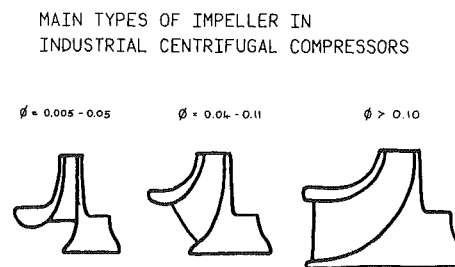 MAIN TYPES OF IMPELLER IN
INDUSTRIAL CENTRIFUGAL COMPRESSORS
ϕ = 0.005 - 0.05
ϕ = 0.04 - 0.11
ϕ > 0.10